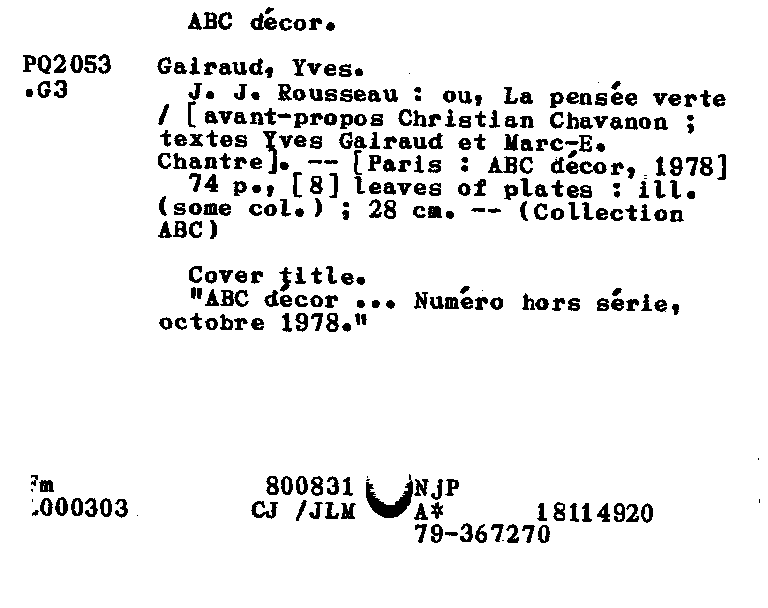 ABC décor.
PQ2053 Gairaud, Yves.
.G3 J. J. Rousseau : ou, La pensée verte
/ [avant-propos Christian Chavanon ;
textes Yves Gairaud et Marc-E.
Chantre]. -- [Paris : ABC décor, 1978]
74 p., [8] leaves of plates : ill.
(some col.) ; 28 cm. -- (Collection
ABC)
Cover title.
"ABC décor ... Numéro hors série,
octobre 1978."
m 800831 NjP
000303 CJ /JLM A* 18114920
79-367270